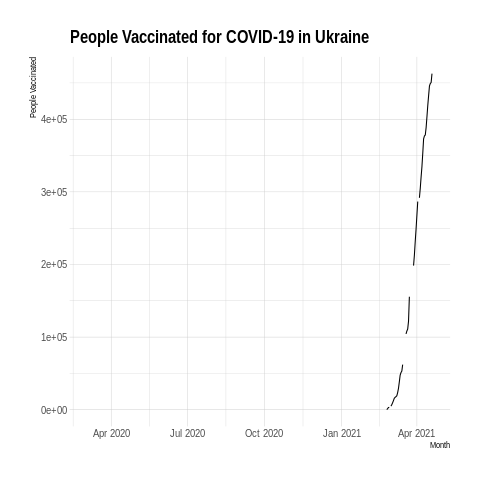 People Vaccinated for COVID-19 in Ukraine
People Vaccinated
4e+05
3e+05
2e+05
1e+05
0e+00
Apr 2020 Jul 2020 Oct 2020 Jan 2021 Apr 2021
Month